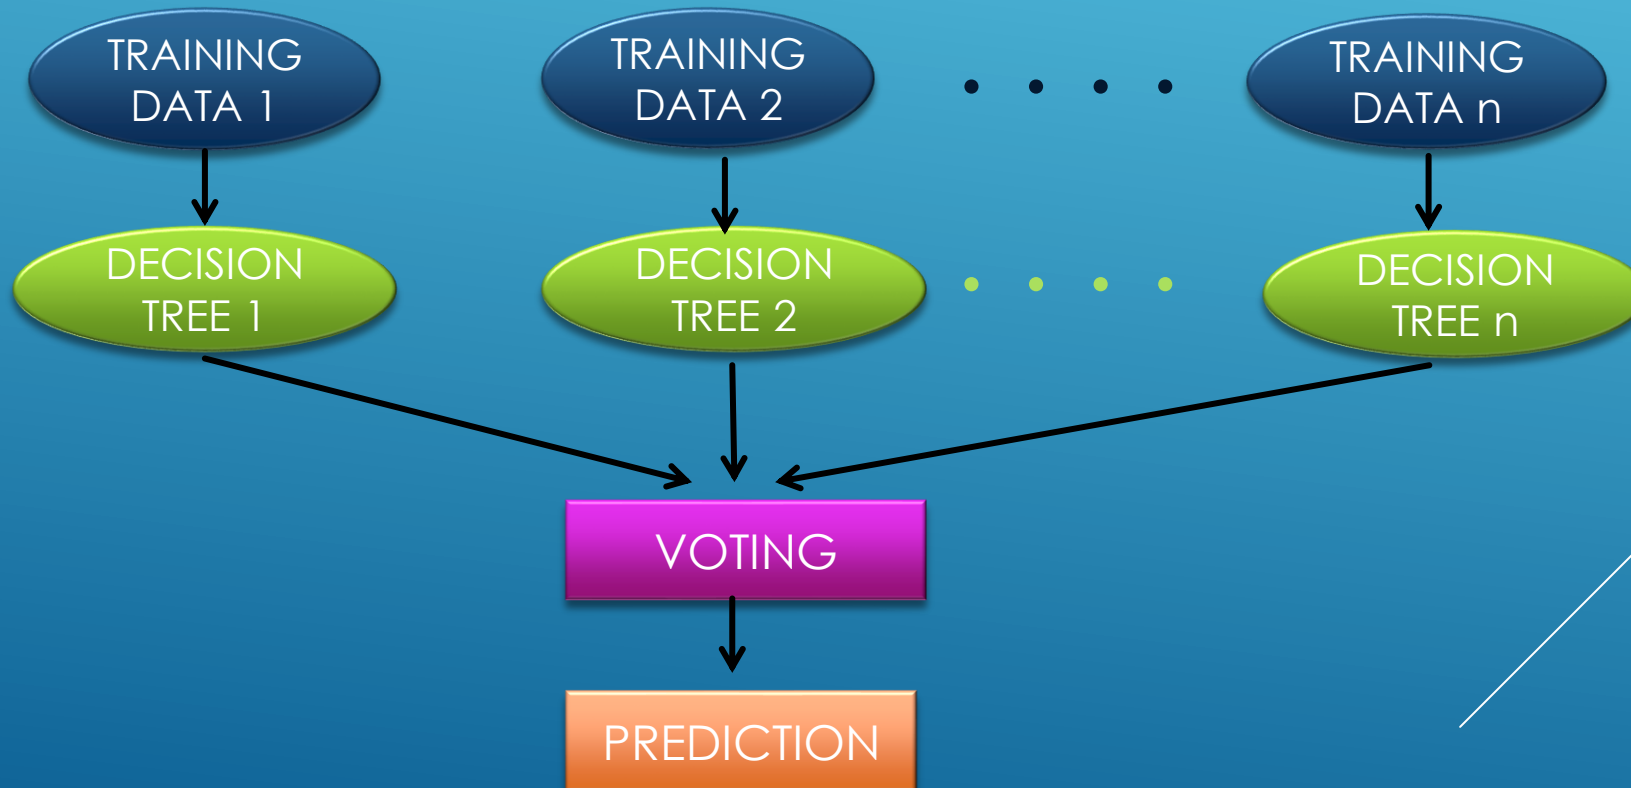 TRAINING
DATA 1
TRAINING
DATA 2
TRAINING
DATA n
DECISION
TREE 1
DECISION
TREE 2
DECISION
TREE n
VOTING
PREDICTION